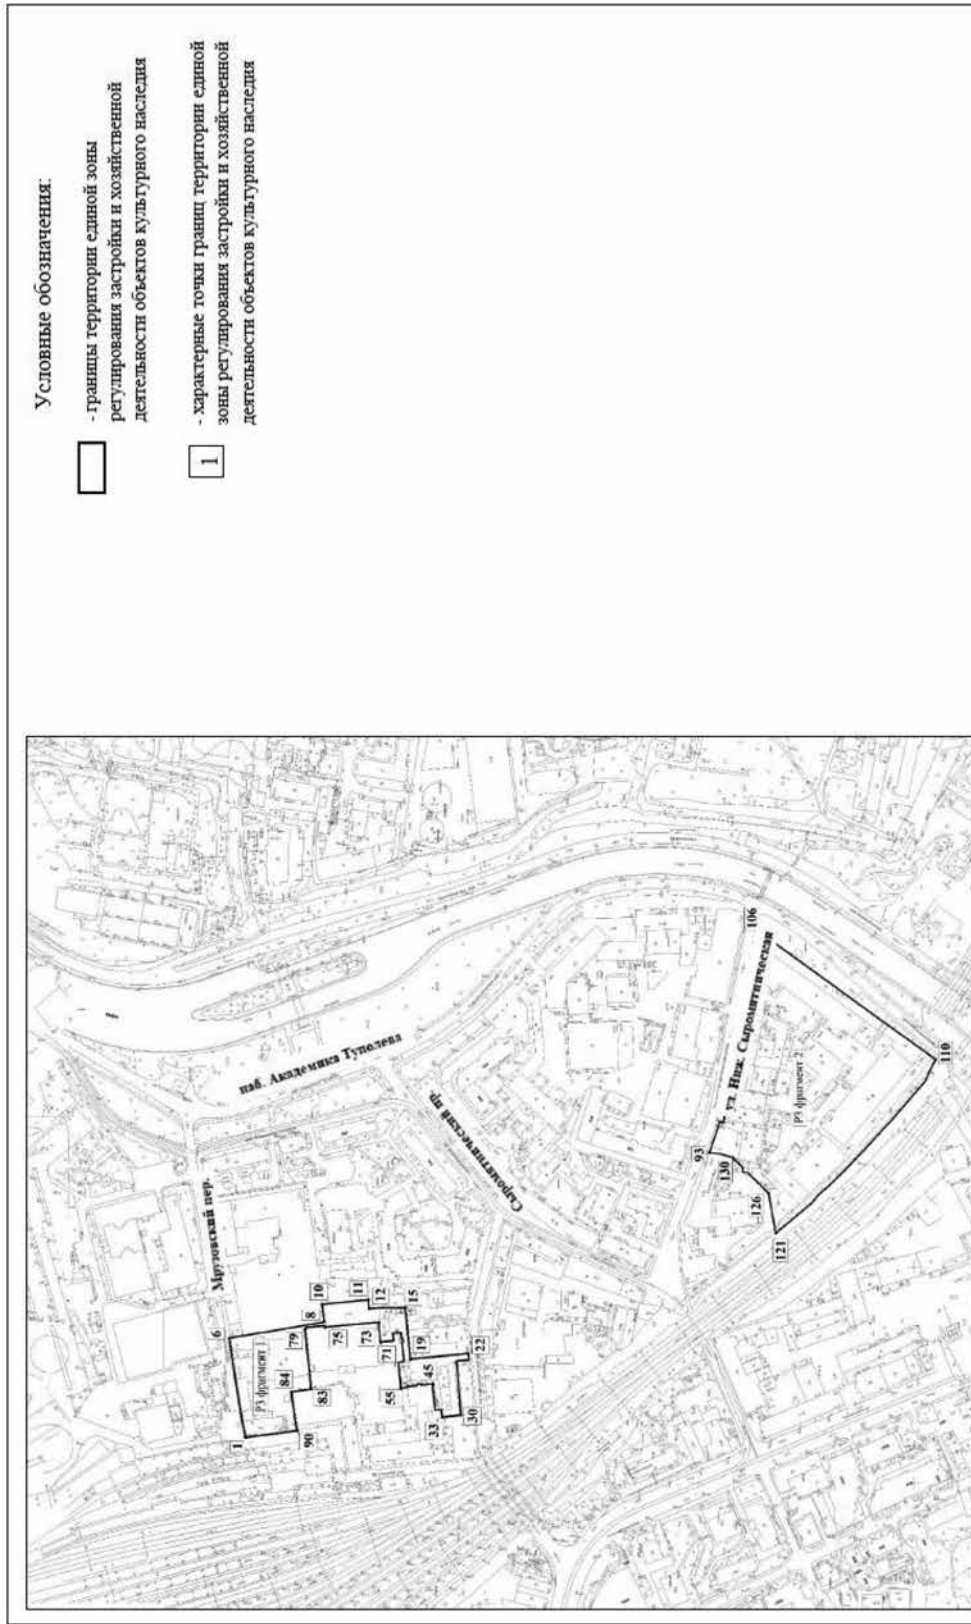 Условные обозначения:
- границы территории единой зоны
регулирования застройки и хозяйственной
деятельности объектов культурного наследия
1
- характерные точки границ территории единой
зоны регулирования застройки и хозяйственной
деятельности объектов культурного наследия
Мрузовский пер.
наб. Академика Туполева
Сыромятнический пр.
ул. Ниж. Сыромятническая
РЗ фрагмент 1
РЗ фрагмент 2
1
6
8
10
11
12
15
19
22
30
33
45
55
71
73
75
79
83
84
90
93
106
110
121
126
130